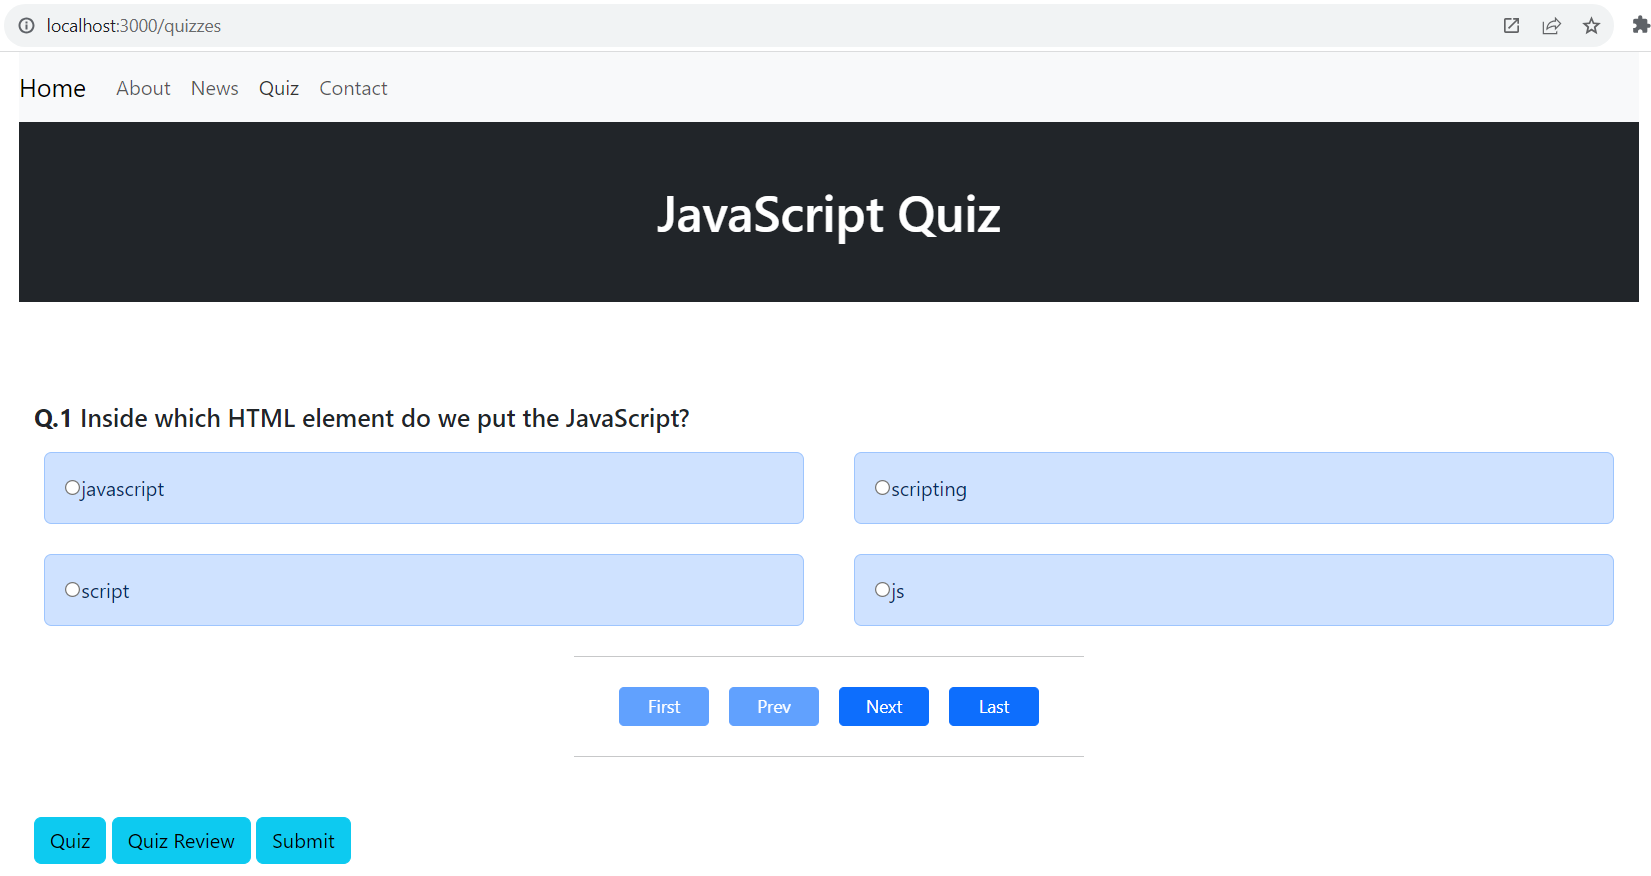 localhost:3000/quizzes
Home About News Quiz Contact
JavaScript Quiz
Q.1 Inside which HTML element do we put the JavaScript?
javascript
scripting
script
js
First Prev Next Last
Quiz Quiz Review Submit